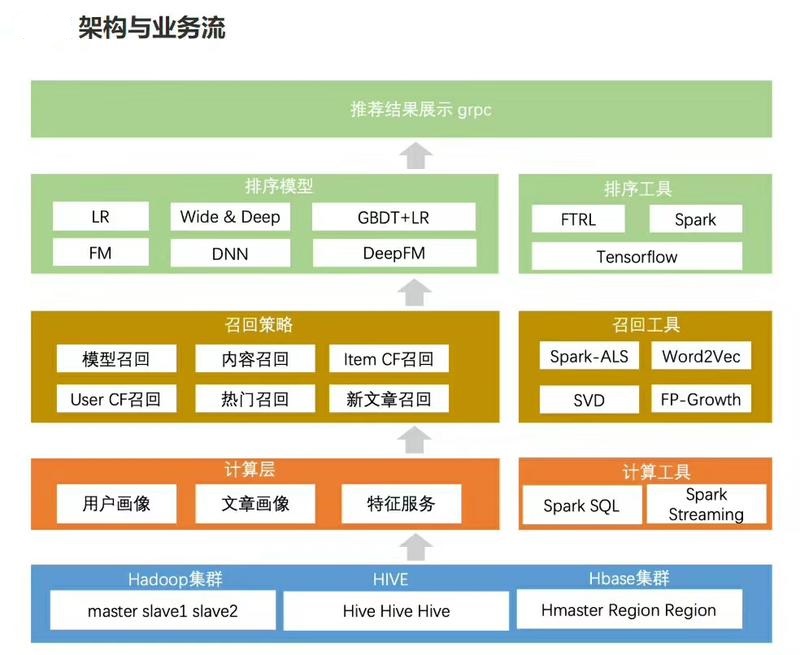 架构与业务流
推荐结果展示 grpc
排序模型
LR
Wide & Deep
GBDT+LR
FM
DNN
DeepFM
排序工具
FTRL
Spark
Tensorflow
召回策略
模型召回
内容召回
Item CF召回
User CF召回
热门召回
新文章召回
召回工具
Spark-ALS
Word2Vec
SVD
FP-Growth
计算层
用户画像
文章画像
特征服务
计算工具
Spark SQL
Spark
Streaming
Hadoop集群
HIVE
Hbase集群
master slave1 slave2
Hive Hive Hive
Hmaster Region Region